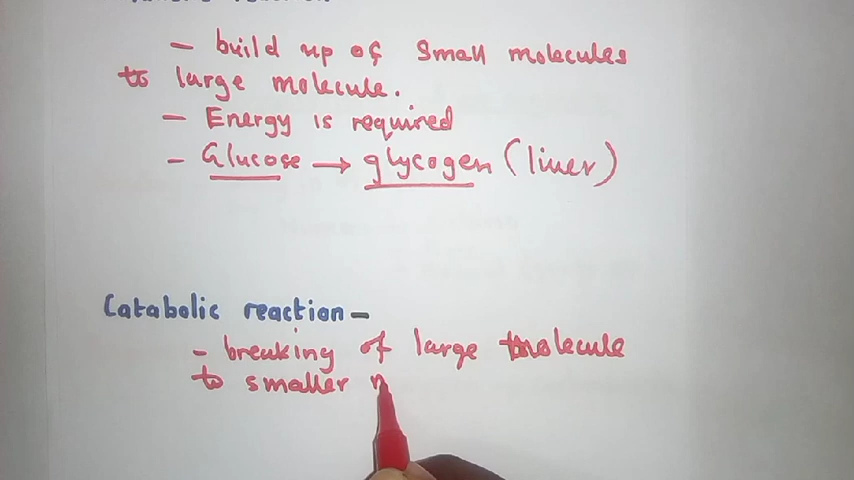 - build up of small molecules
to large molecule.
- Energy is required
- Glucose → glycogen (liver)
Catabolic reaction -
- breaking of large molecule
to smaller